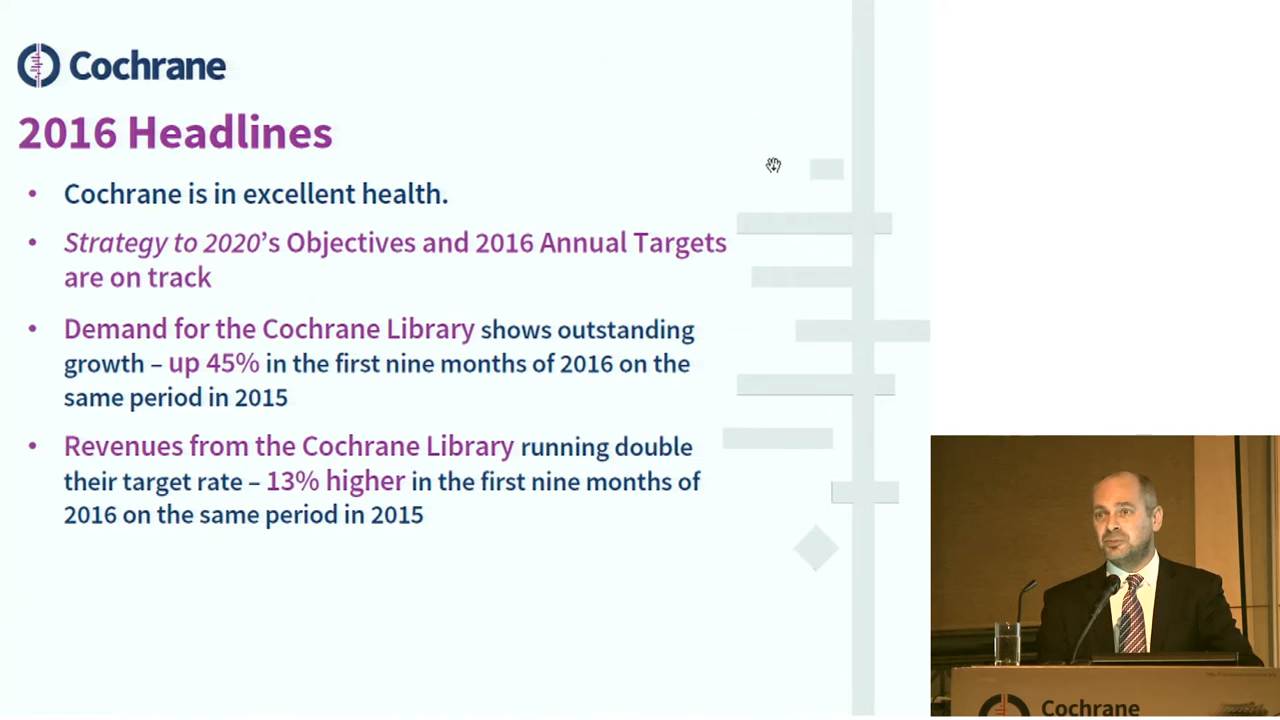 Cochrane
2016 Headlines
• Cochrane is in excellent health.
• Strategy to 2020’s Objectives and 2016 Annual Targets
are on track
• Demand for the Cochrane Library shows outstanding
growth – up 45% in the first nine months of 2016 on the
same period in 2015
• Revenues from the Cochrane Library running double
their target rate – 13% higher in the first nine months of
2016 on the same period in 2015
Cochrane